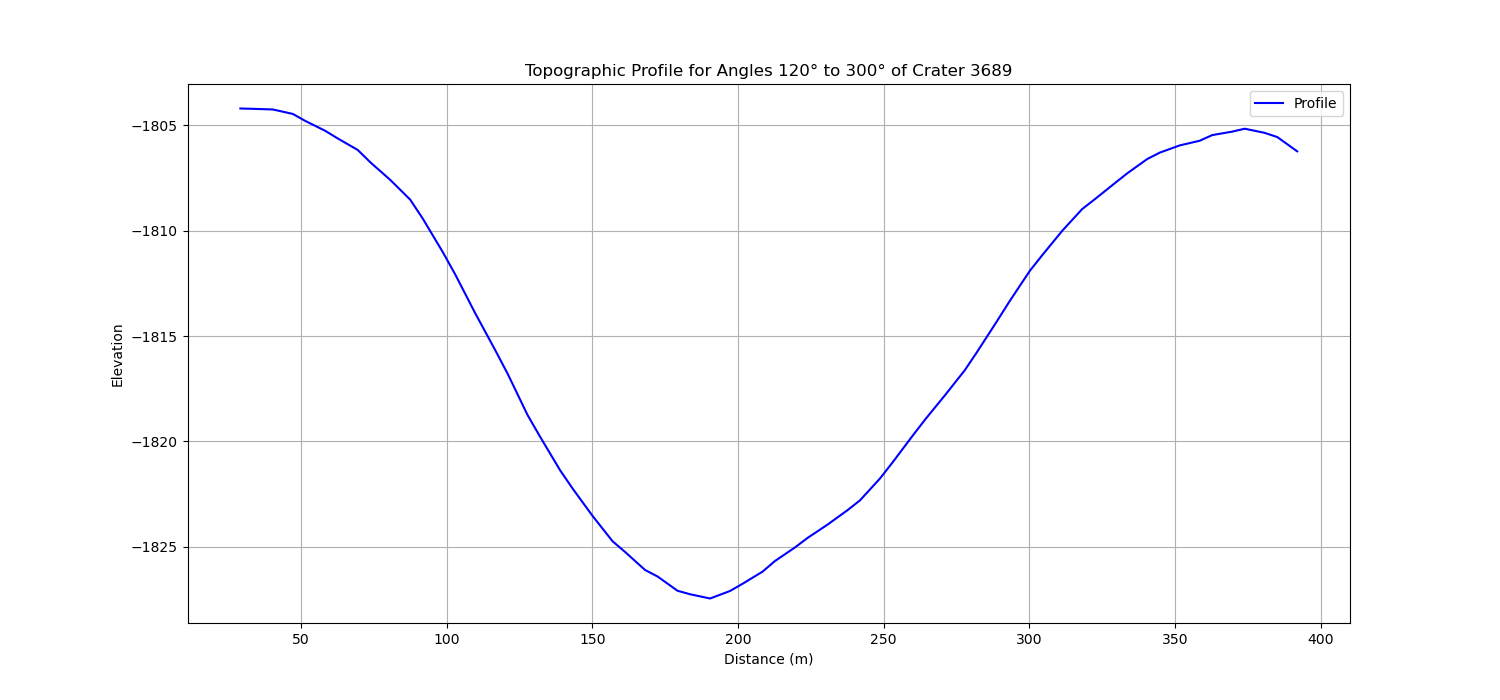 Topographic Profile for Angles 120° to 300° of Crater 3689
Profile
−1805
−1810
−1815
−1820
−1825
Elevation
50 100 150 200 250 300 350 400
Distance (m)